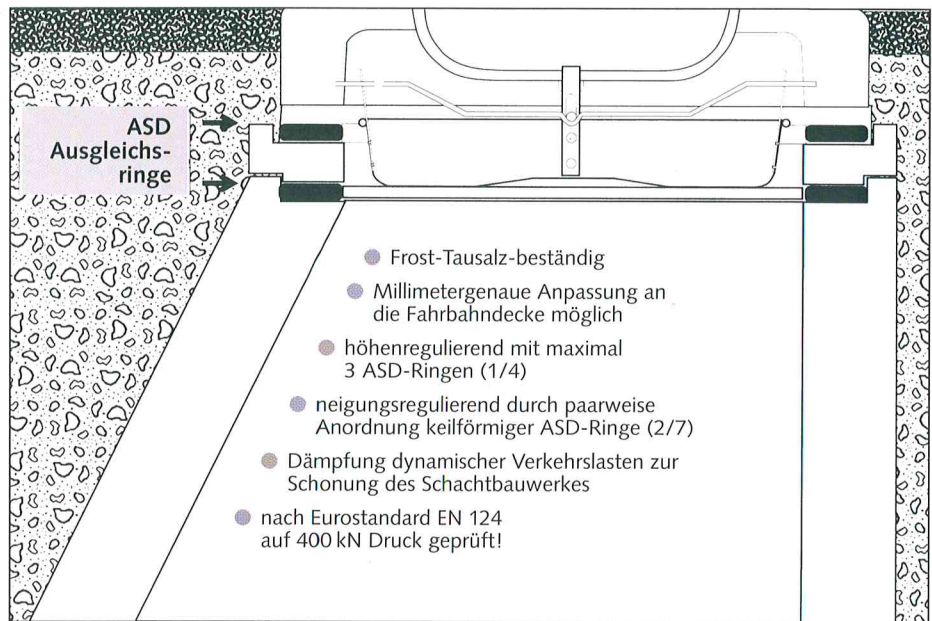 ASD
Ausgleichs-
ringe
Frost-Tausalz-beständig
Millimetergenaue Anpassung an
die Fahrbahndecke möglich
höhenregulierend mit maximal
3 ASD-Ringen (1/4)
neigungsregulierend durch paarweise
Anordnung keilförmiger ASD-Ringe (2/7)
Dämpfung dynamischer Verkehrslasten zur
Schonung des Schachtbauwerkes
nach Eurostandard EN 124
auf 400 kN Druck geprüft!